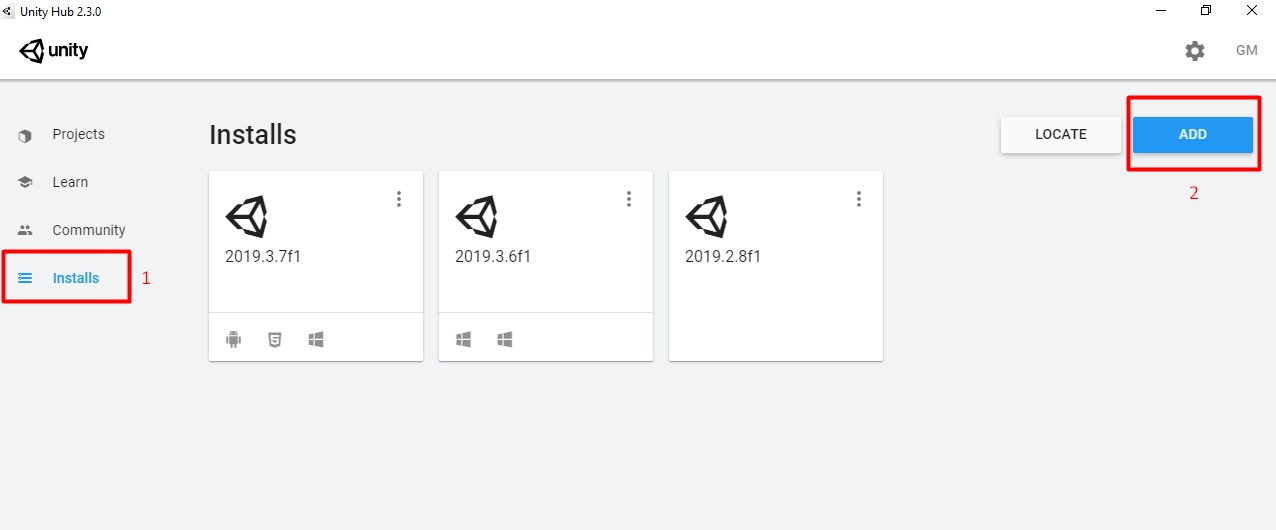 Unity Hub 2.3.0
unity
GM
Projects
Learn
Community
Installs
1
Installs
LOCATE
ADD
2
2019.3.7f1
2019.3.6f1
2019.2.8f1
5